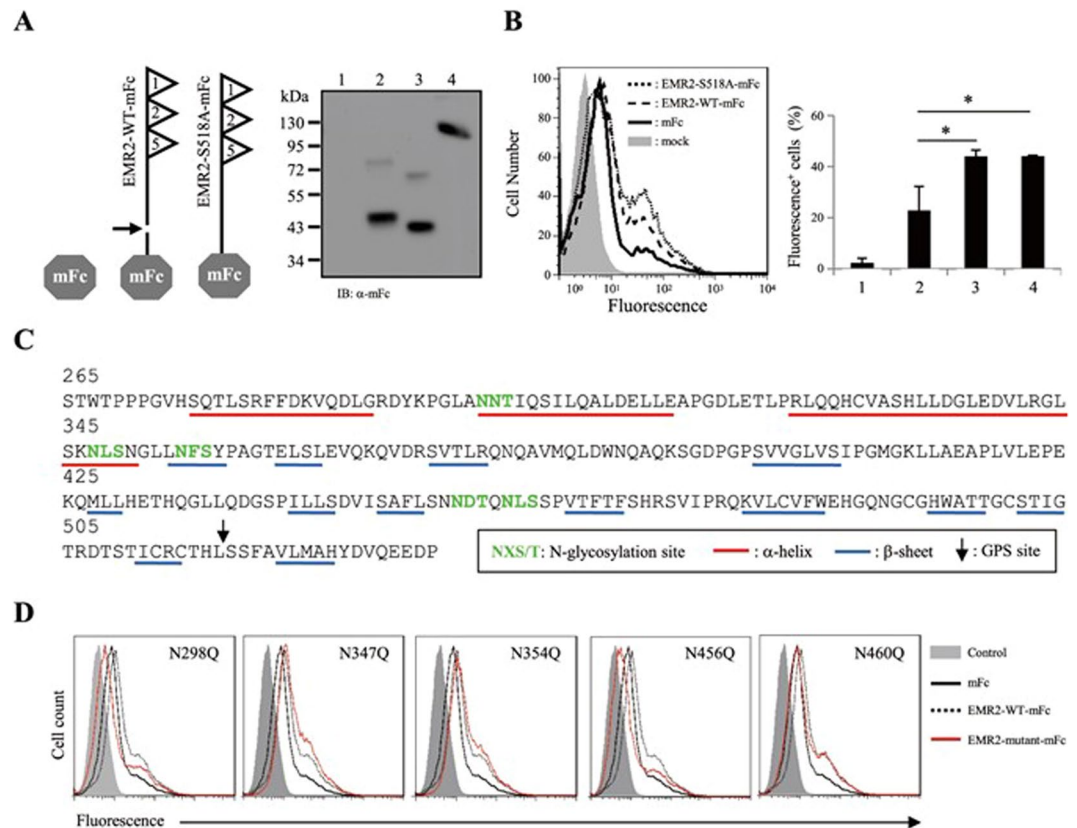 A
EMR2-WT-mFc
EMR2-S518A-mFc
1
2
5
1
2
5
mFc
mFc
mFc
1 2 3 4
kDa
130
95
72
55
43
34
IB: α-mFc
B
Cell Number
100
80
60
40
20
0
: EMR2-S518A-mFc
: EMR2-WT-mFc
: mFc
: mock
10⁰ 10¹ 10² 10³ 10⁴
Fluorescence
Fluorescence⁺ cells (%)
60
40
20
0
*
*
1 2 3 4
C
265
STWTPPPGVHSQTLSRFFDKVQDLGRDYKPGLANNTIQSILQALDELLEAPGDLETLPRLQQHCVASHLLDGLEDVLRGL
345
SKNLSNGLLNFSYPAGTELSLEVQKQVDRSVTLRQNQAVMQLDWNQAQKSGDPGPSVVGLVSIPGMGKLLAEAPLVLEPE
425
KQMLLHETHQGLLQDGSPILLSDVISAFLSNNDTQNLSSPVTFTFSHRSVIPRQKVLCVFWEHGQNGCGHWATTGCSTIG
505
TRDTSTICRCTHLSSFAVLMAHYDVQEEDP
NXS/T: N-glycosylation site
: α-helix
: β-sheet
: GPS site
D
Cell count
N298Q
N347Q
N354Q
N456Q
N460Q
Control
mFc
EMR2-WT-mFc
EMR2-mutant-mFc
Fluorescence